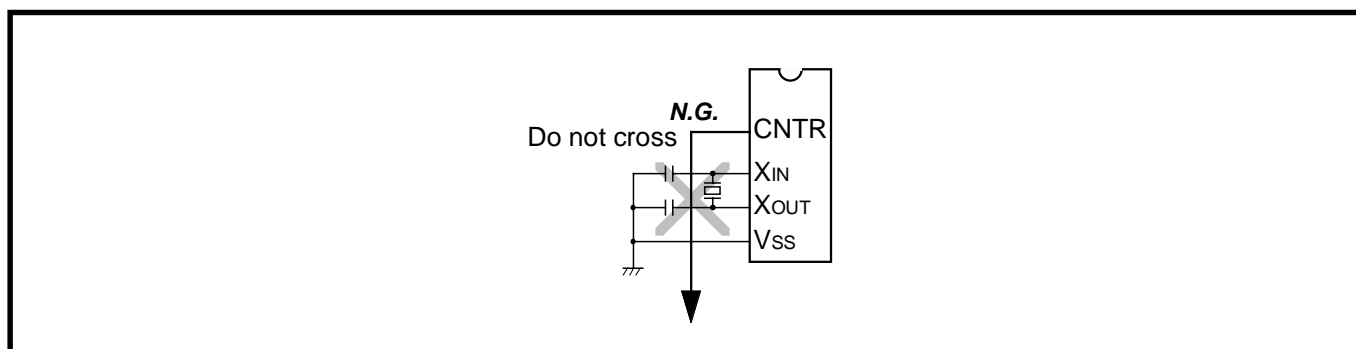 N.G.
Do not cross
CNTR
XIN
XOUT
VSS